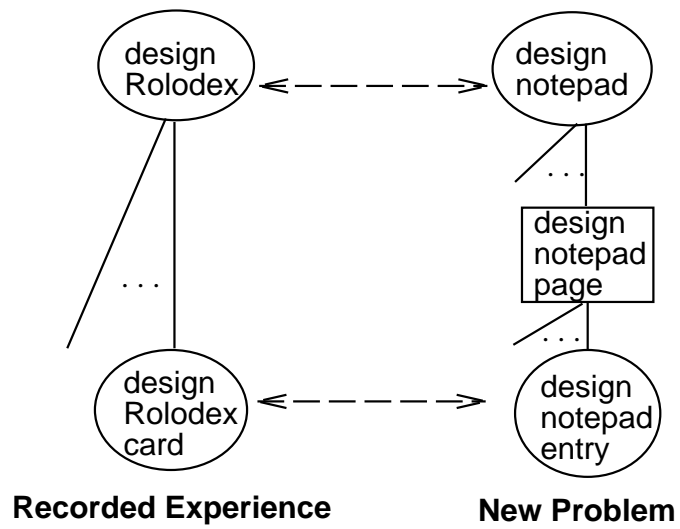 design
Rolodex
design
notepad
. . .
design
notepad
page
. . .
. . .
design
Rolodex
card
design
notepad
entry
Recorded Experience
New Problem